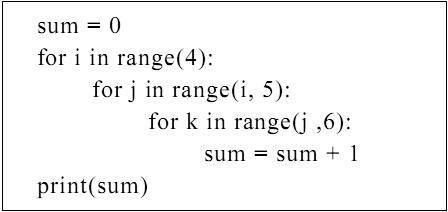 sum = 0
for i in range(4):
for j in range(i, 5):
for k in range(j ,6):
sum = sum + 1
print(sum)